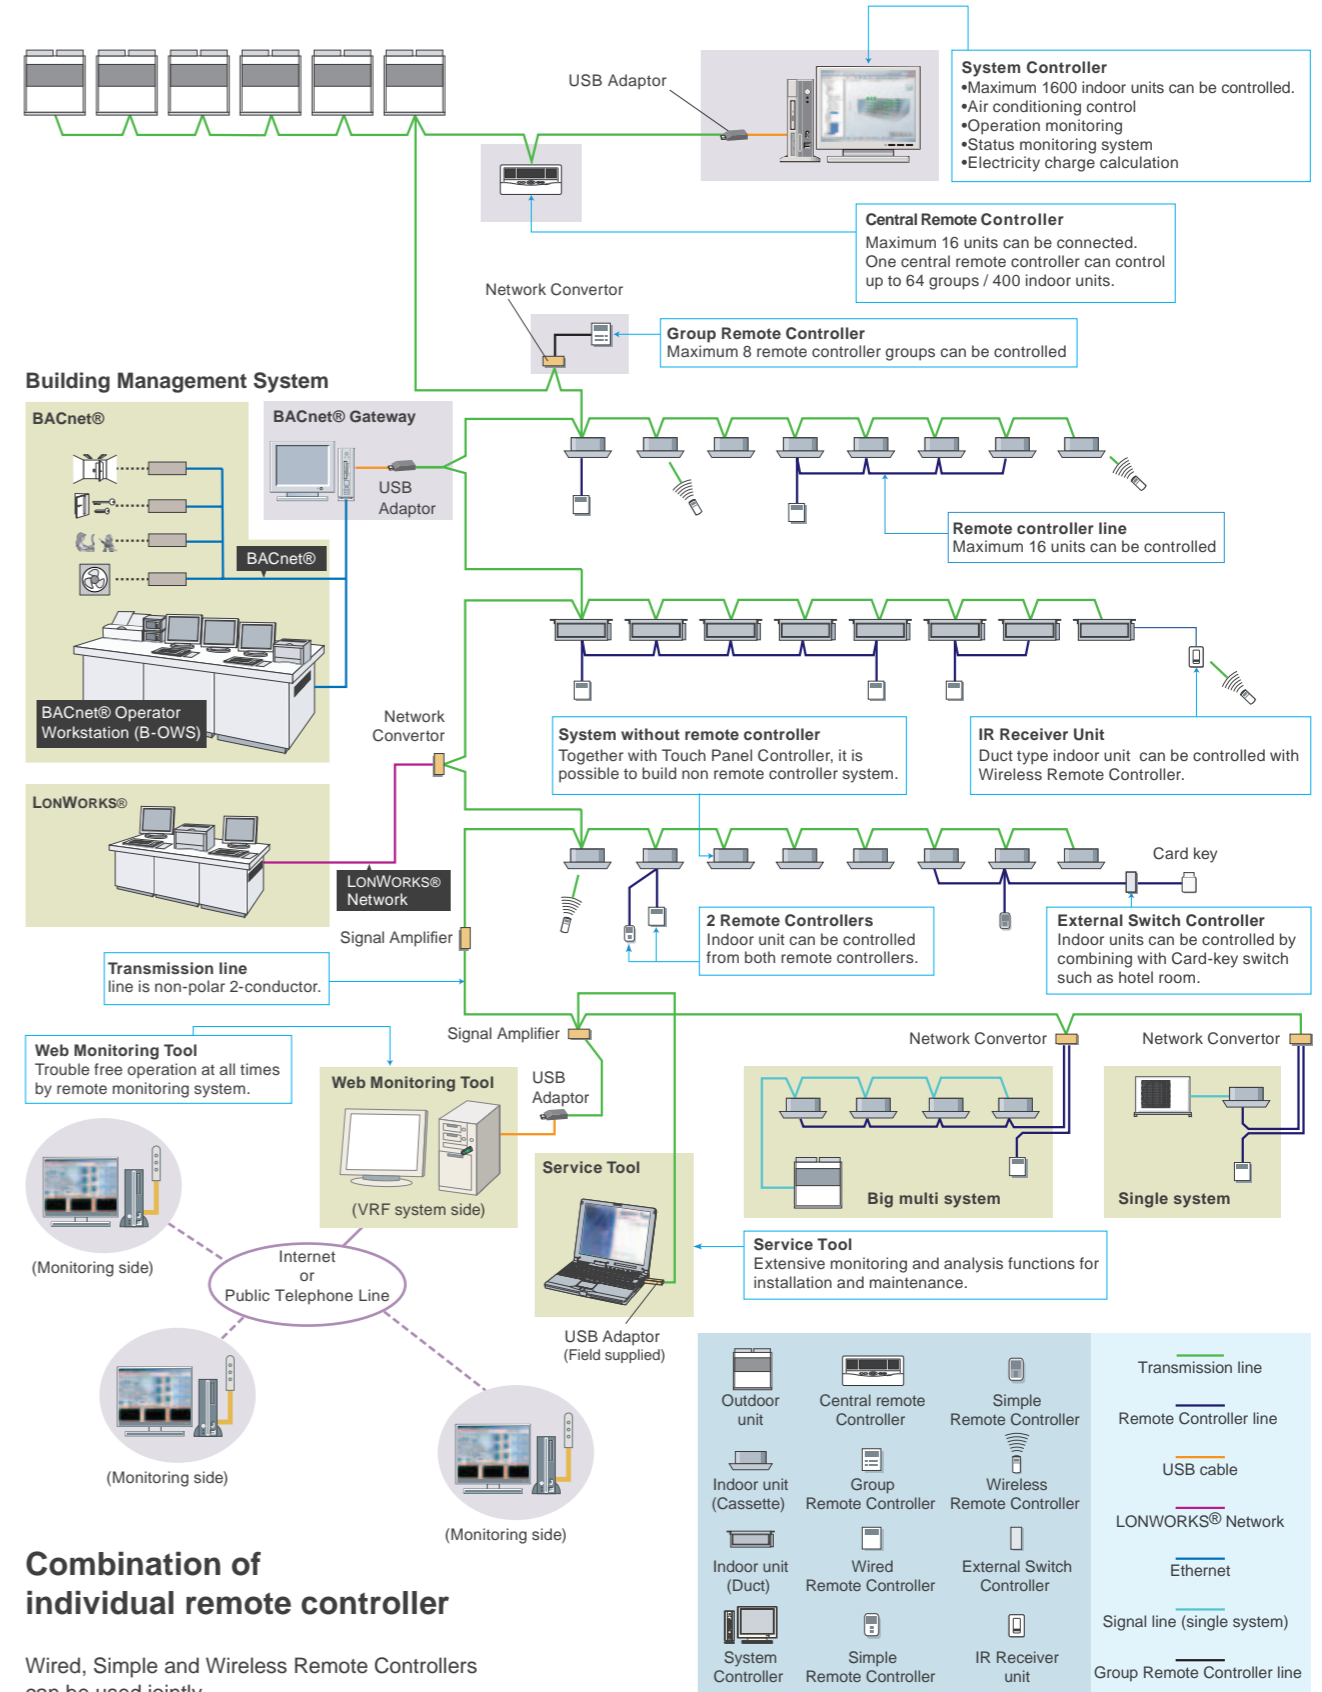 USB Adaptor
System Controller
•Maximum 1600 indoor units can be controlled.
•Air conditioning control
•Operation monitoring
•Status monitoring system
•Electricity charge calculation
Central Remote Controller
Maximum 16 units can be connected.
One central remote controller can control
up to 64 groups / 400 indoor units.
Network Convertor
Group Remote Controller
Maximum 8 remote controller groups can be controlled
Building Management System
BACnet®
BACnet® Gateway
USB
Adaptor
BACnet®
Remote controller line
Maximum 16 units can be controlled
BACnet® Operator
Workstation (B-OWS)
Network
Convertor
System without remote controller
Together with Touch Panel Controller, it is
possible to build non remote controller system.
IR Receiver Unit
Duct type indoor unit can be controlled with
Wireless Remote Controller.
LONWORKS®
LONWORKS®
Network
Card key
Signal Amplifier
2 Remote Controllers
Indoor unit can be controlled
from both remote controllers.
External Switch Controller
Indoor units can be controlled by
combining with Card-key switch
such as hotel room.
Transmission line
line is non-polar 2-conductor.
Signal Amplifier
Network Convertor
Network Convertor
Web Monitoring Tool
Trouble free operation at all times
by remote monitoring system.
Web Monitoring Tool
USB
Adaptor
(VRF system side)
Service Tool
Big multi system
Single system
(Monitoring side)
Internet
or
Public Telephone Line
Service Tool
Extensive monitoring and analysis functions for
installation and maintenance.
USB Adaptor
(Field supplied)
(Monitoring side)
(Monitoring side)
Outdoor
unit
Central remote
Controller
Simple
Remote Controller
Indoor unit
(Cassette)
Group
Remote Controller
Wireless
Remote Controller
Indoor unit
(Duct)
Wired
Remote Controller
External Switch
Controller
System
Controller
Simple
Remote Controller
IR Receiver
unit
Transmission line
Remote Controller line
USB cable
LONWORKS® Network
Ethernet
Signal line (single system)
Group Remote Controller line
Combination of
individual remote controller
Wired, Simple and Wireless Remote Controllers
can be used jointly